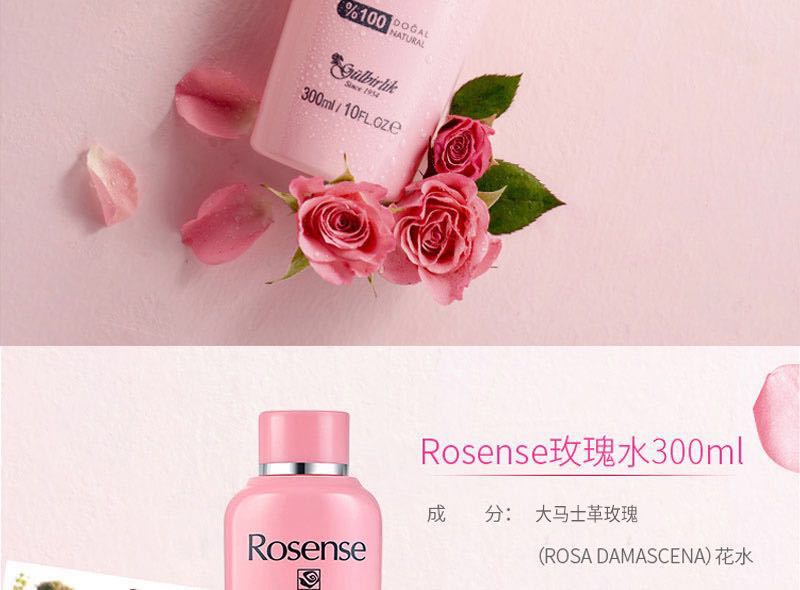 %100 DOĞAL
NATURAL
Gülbirlik
Since 1954
300ml / 10FL.OZ.℮
Rosense玫瑰水300ml
成 分： 大马士革玫瑰
（ROSA DAMASCENA）花水
Rosense